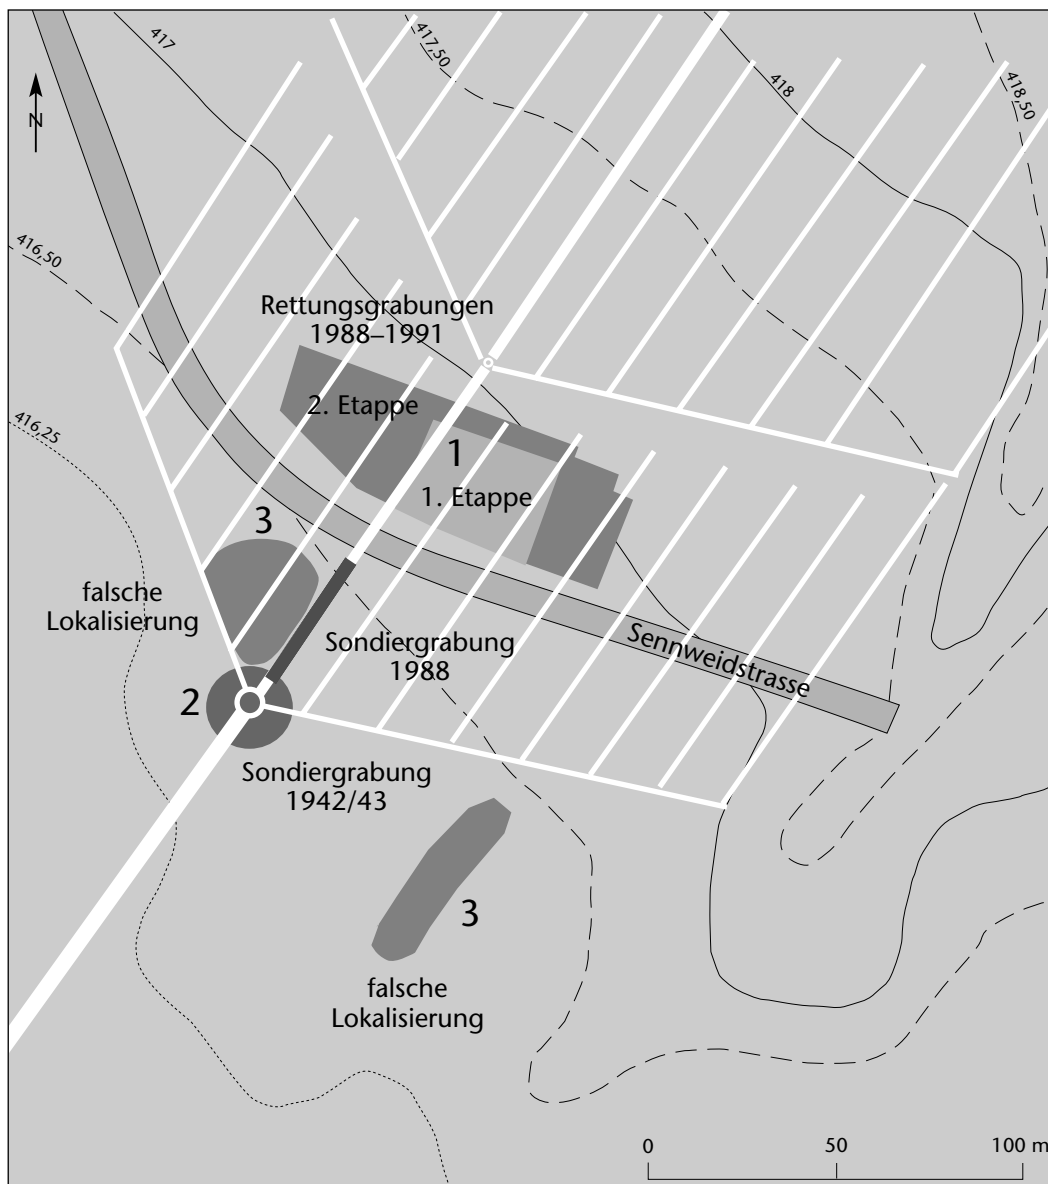 417
417,50
418
418,50
N
416,50
Rettungsgrabungen
1988–1991
2. Etappe
416,25
1
1. Etappe
3
falsche
Lokalisierung
Sondiergrabung
1988
Sennweidstrasse
2
Sondiergrabung
1942/43
3
falsche
Lokalisierung
0
50
100 m